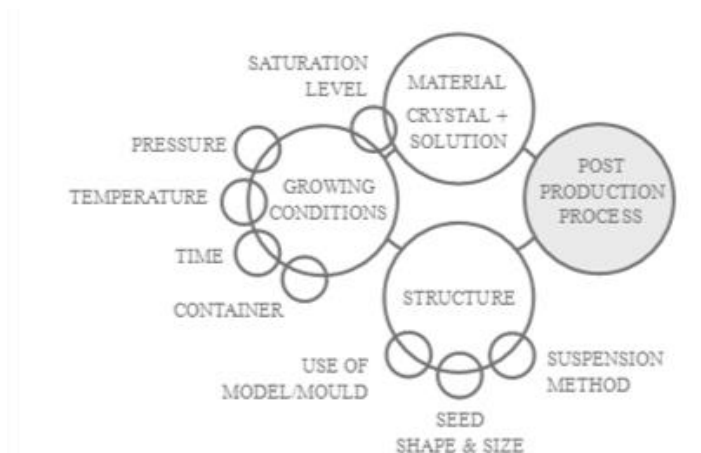 SATURATION
LEVEL
MATERIAL
CRYSTAL +
SOLUTION
PRESSURE
TEMPERATURE
TIME
CONTAINER
GROWING
CONDITIONS
POST
PRODUCTION
PROCESS
STRUCTURE
USE OF
MODEL/MOULD
SEED
SHAPE & SIZE
SUSPENSION
METHOD